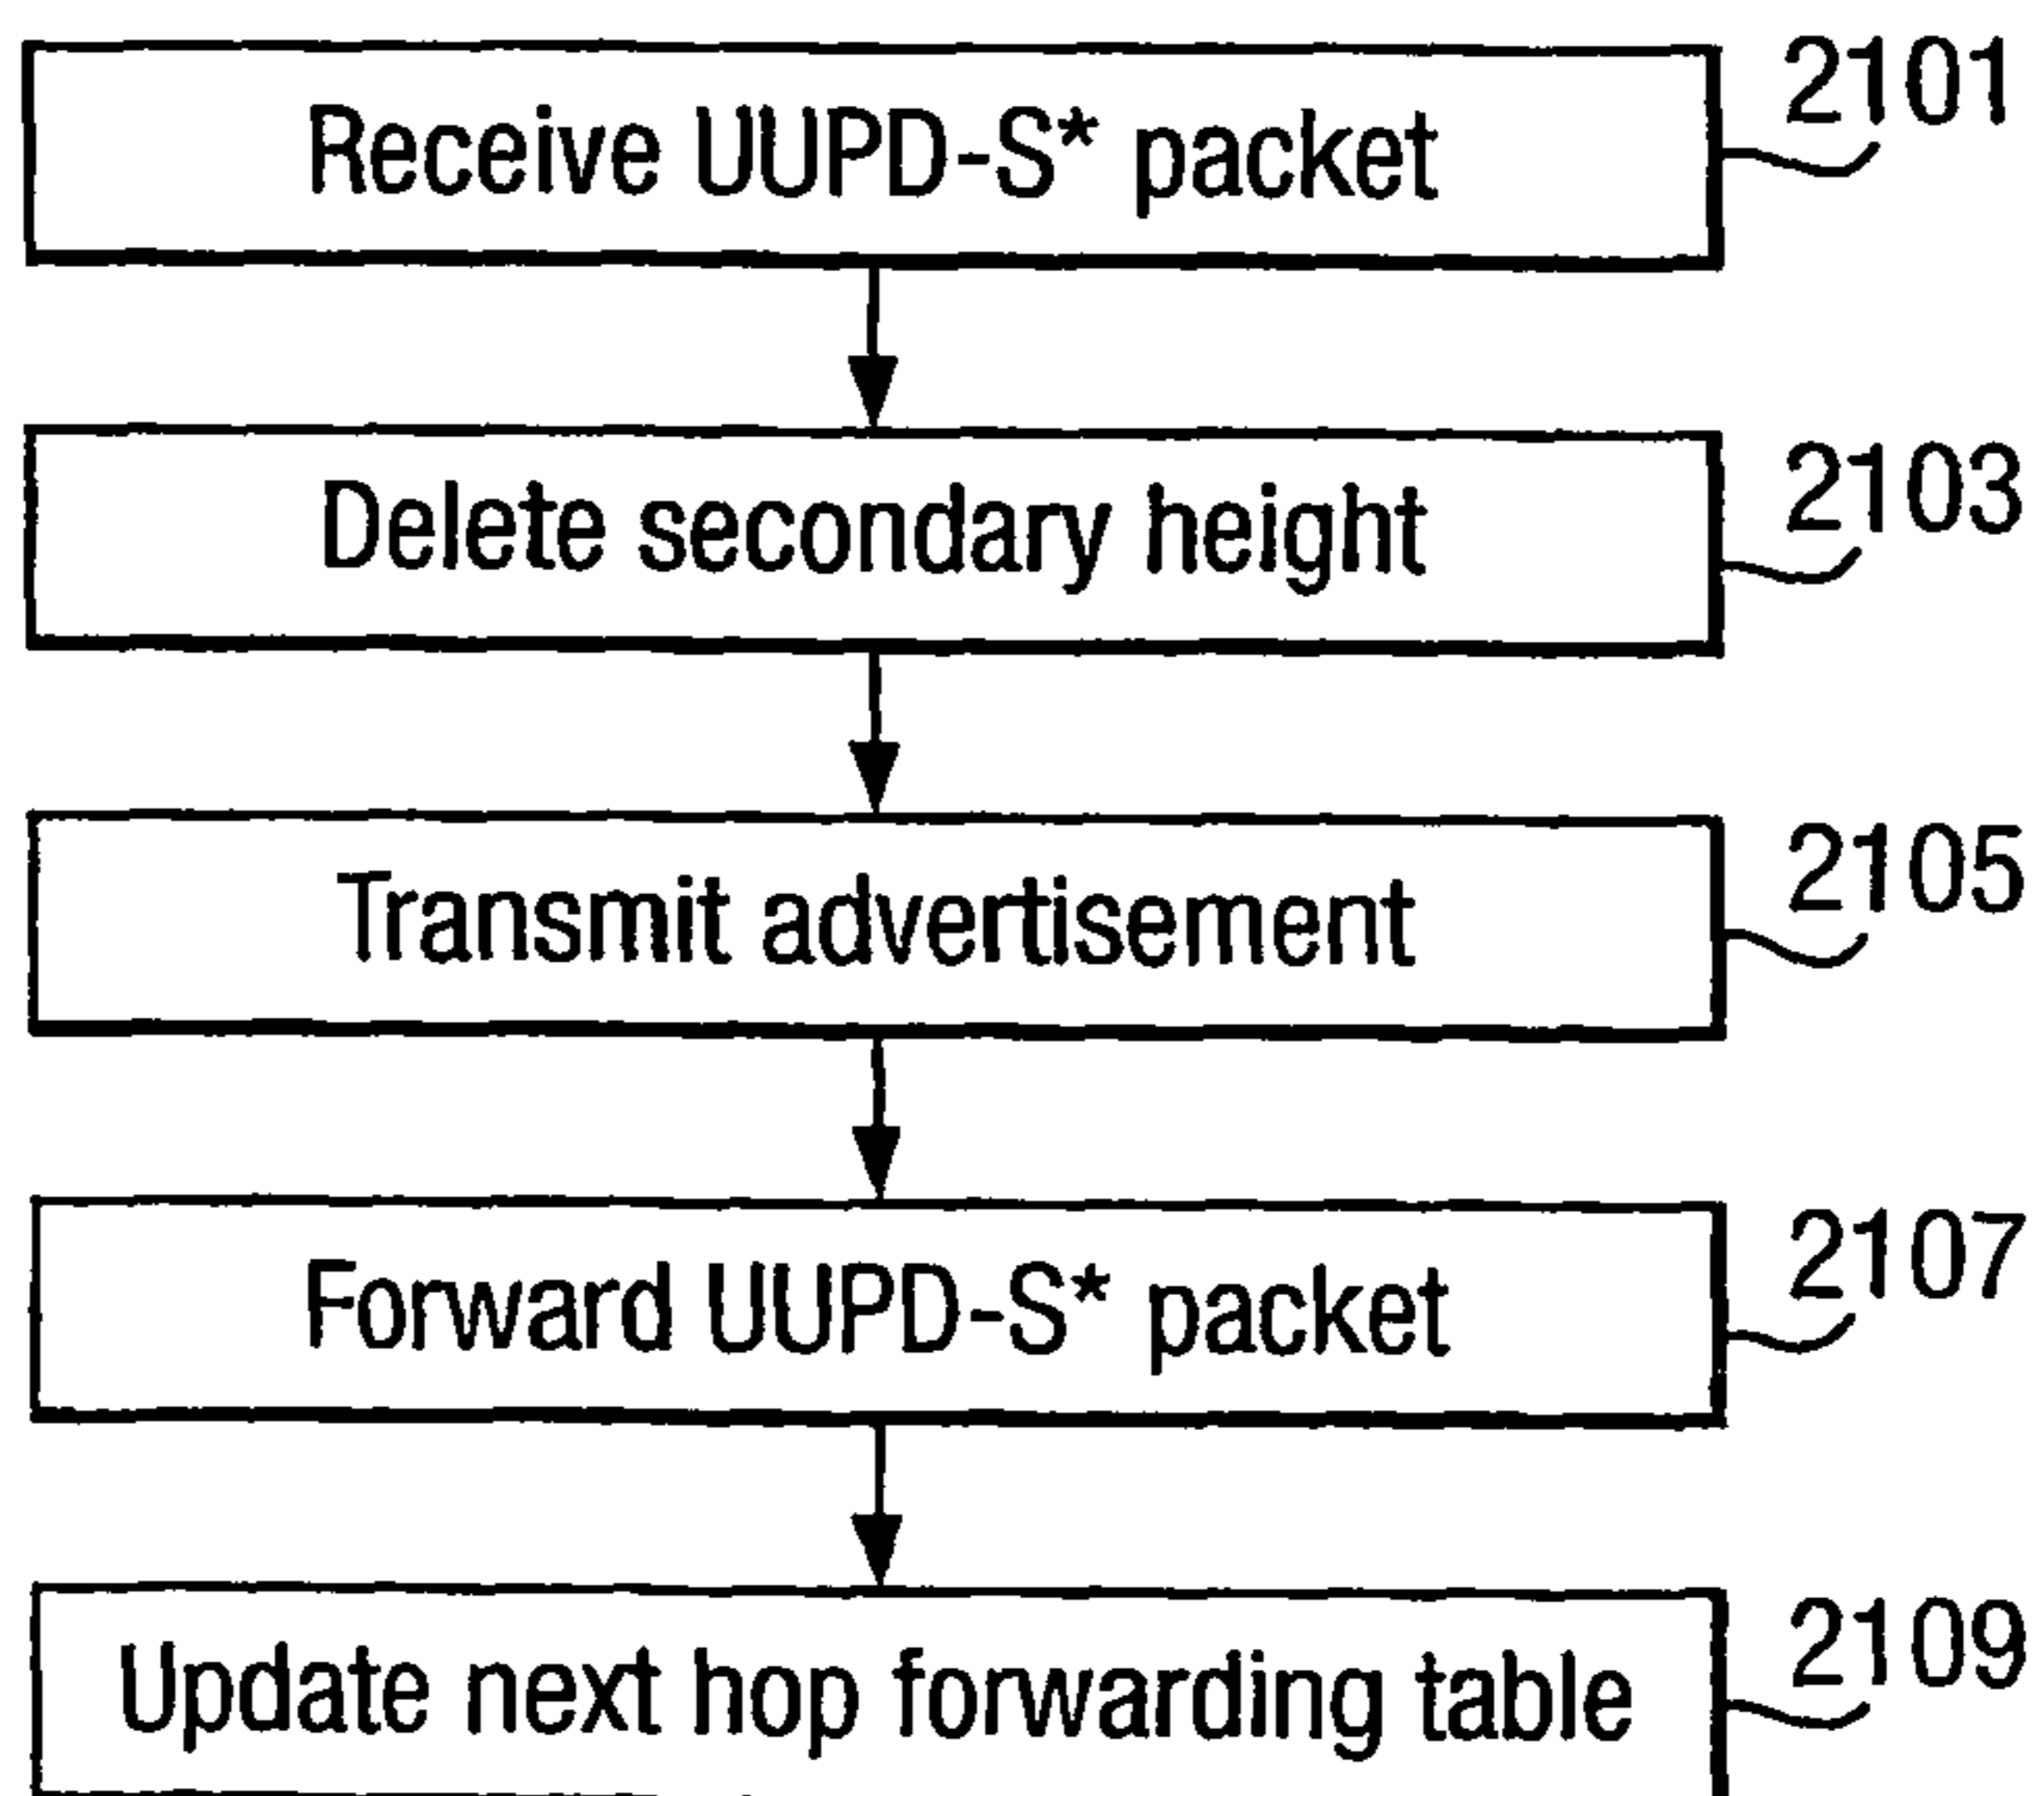 Receive UUPD-S* packet
2101
Delete secondary height
2103
Transmit advertisement
2105
Forward UUPD-S* packet
2107
Update next hop forwarding table
2109